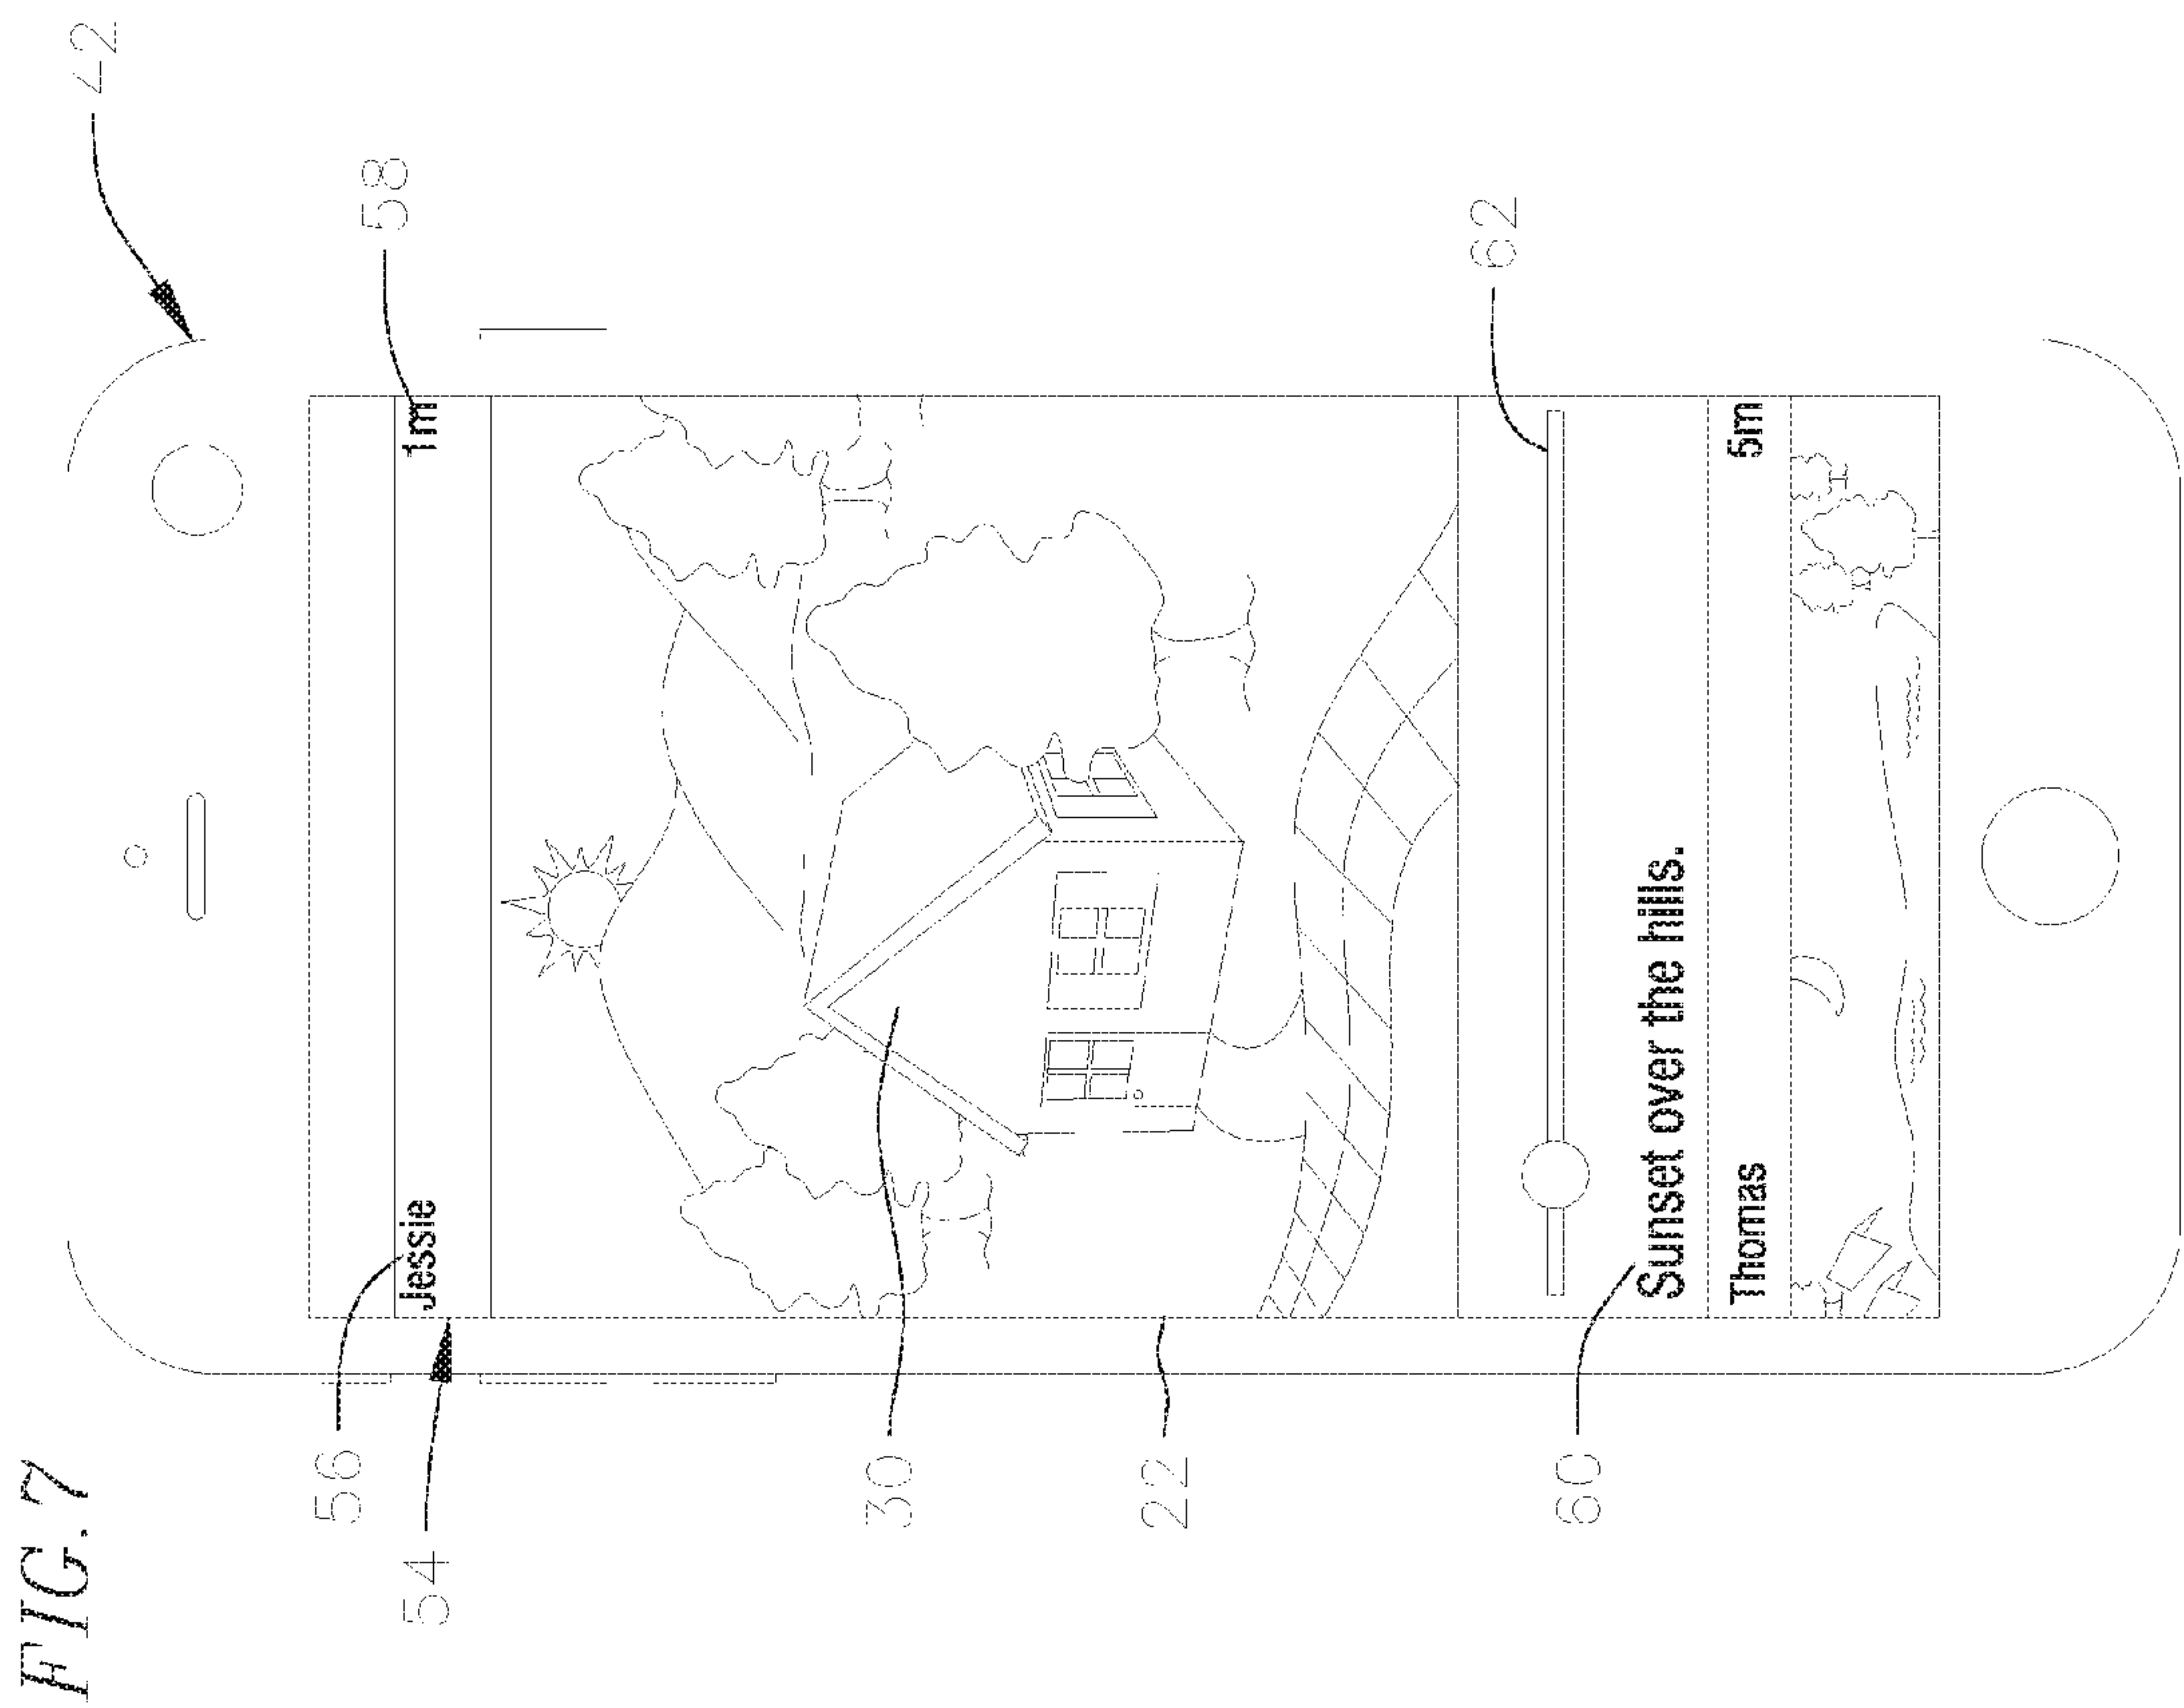 FIG. 7
42
58
56
54
Jessie 1m
30
22
62
60
Sunset over the hills.
Thomas 5m